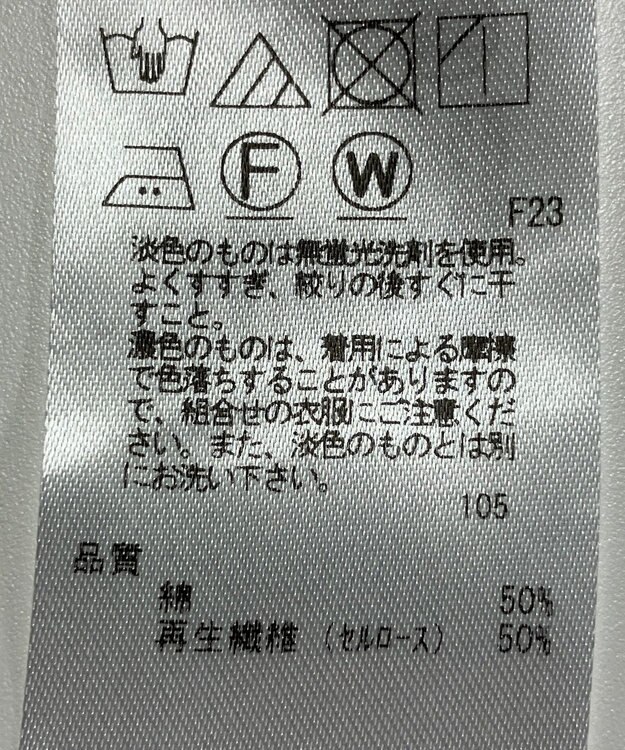 F
W
F23
淡色のものは無蛍光洗剤を使用。
よくすすぎ、絞りの後すぐに干
すこと。
濃色のものは、着用による摩擦
で色落ちすることがありますの
で、組合せの衣服にご注意くだ
さい。また、淡色のものとは別
にお洗い下さい。
105
品質
綿 50%
再生繊維 (セルロース) 50%